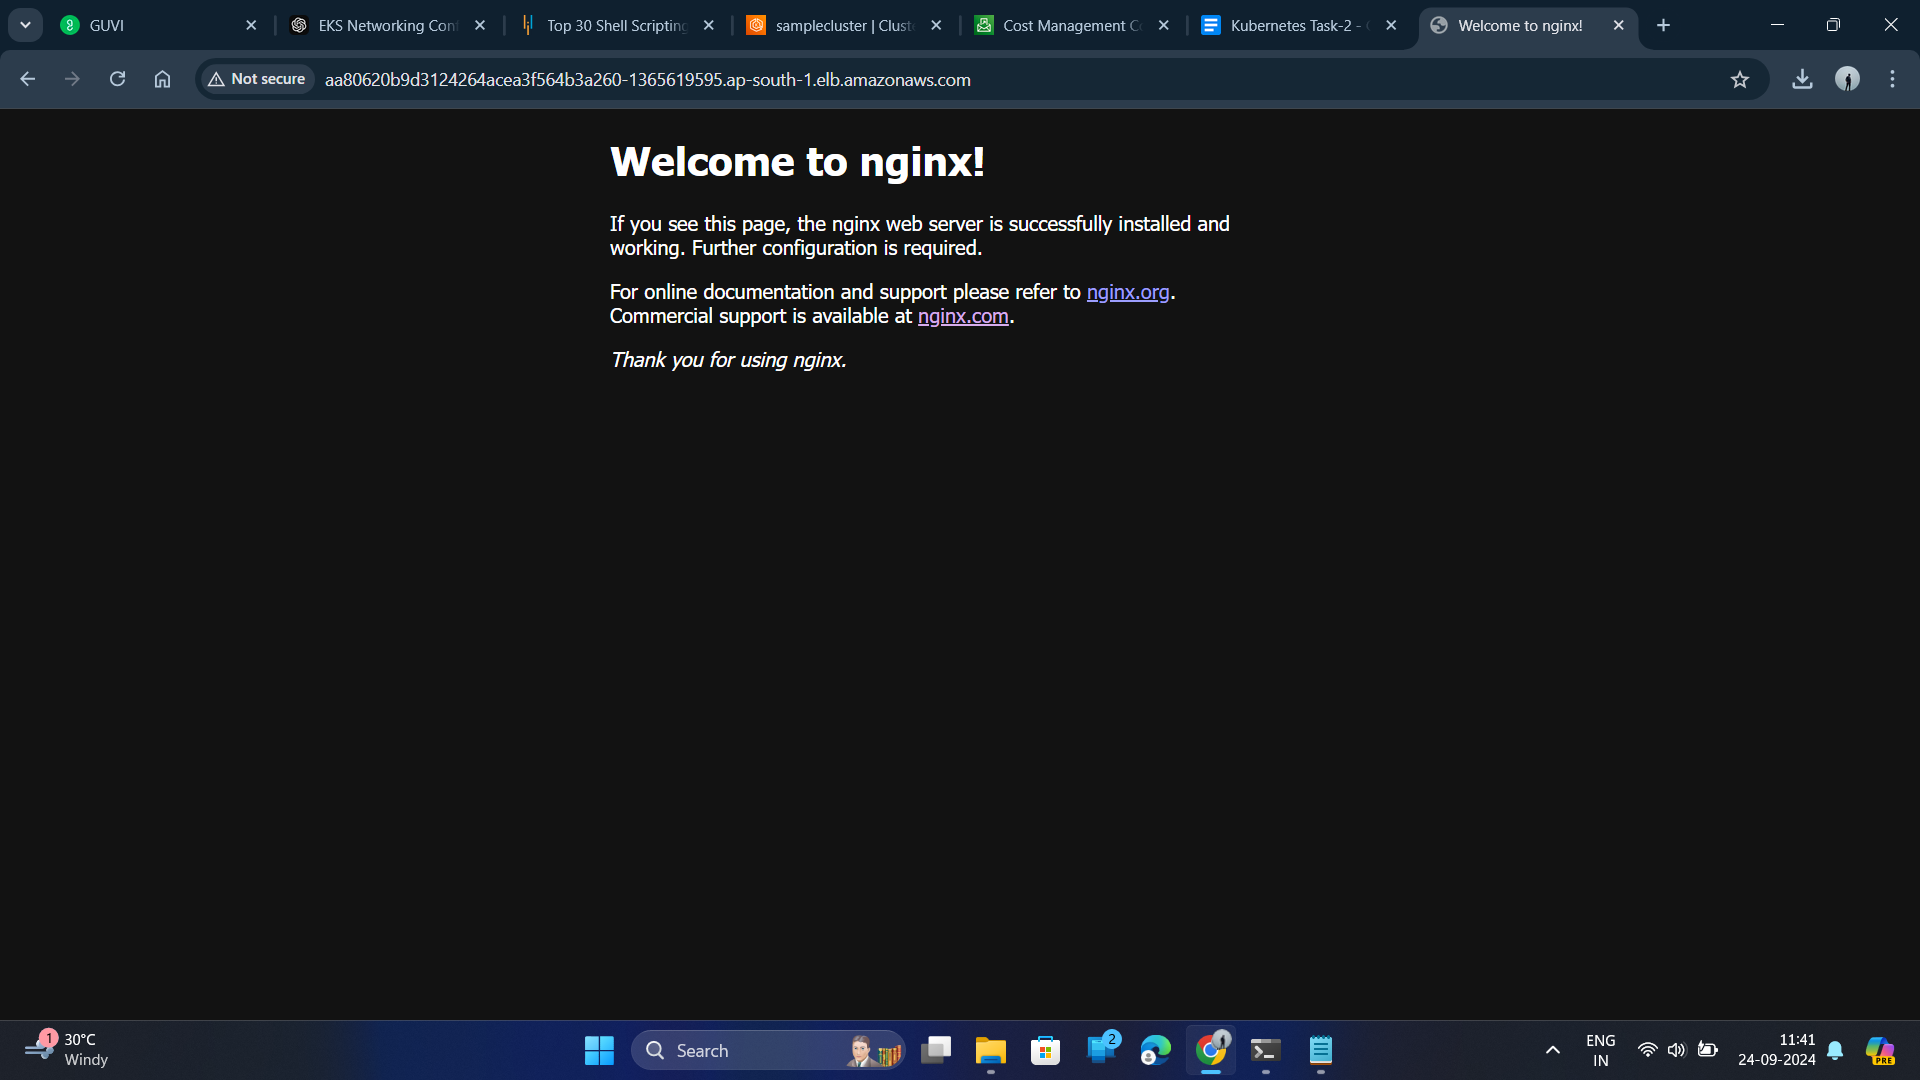 GUVI
EKS Networking Con
Top 30 Shell Scripting
samplecluster | Clust
Cost Management C
Kubernetes Task-2 -
Welcome to nginx!
Not secure
aa80620b9d3124264acea3f564b3a260-1365619595.ap-south-1.elb.amazonaws.com
Welcome to nginx!
If you see this page, the nginx web server is successfully installed and
working. Further configuration is required.
For online documentation and support please refer to nginx.org.
Commercial support is available at nginx.com.
Thank you for using nginx.
1
30°C
Windy
Search
2
ENG
IN
11:41
24-09-2024
PRE